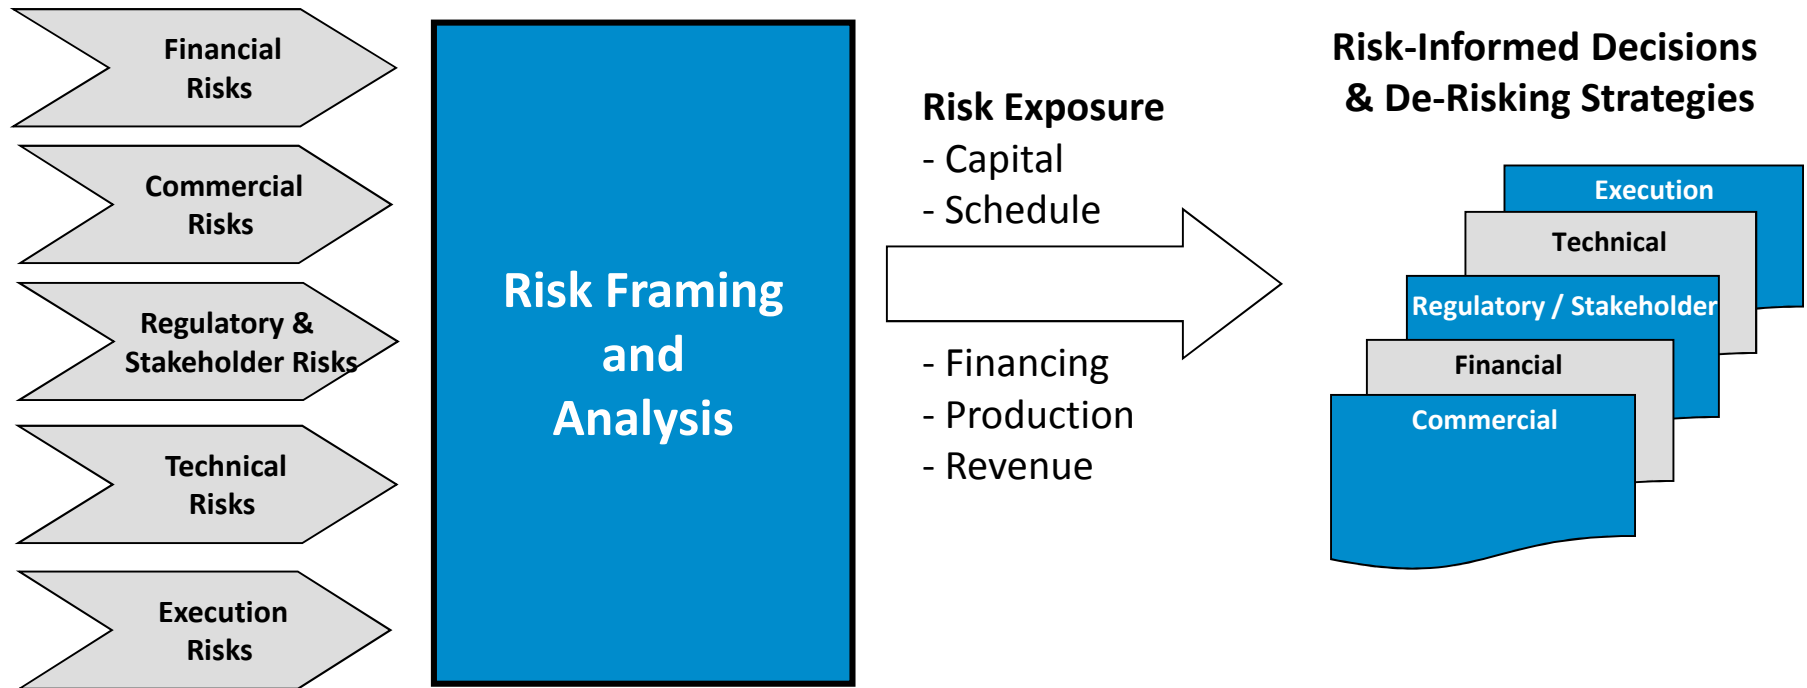 Financial
Risks
Commercial
Risks
Regulatory &
Stakeholder Risks
Technical
Risks
Execution
Risks
Risk Framing
and
Analysis
Risk Exposure
- Capital
- Schedule
- Financing
- Production
- Revenue
Risk-Informed Decisions
& De-Risking Strategies
Execution
Technical
Regulatory / Stakeholder
Financial
Commercial